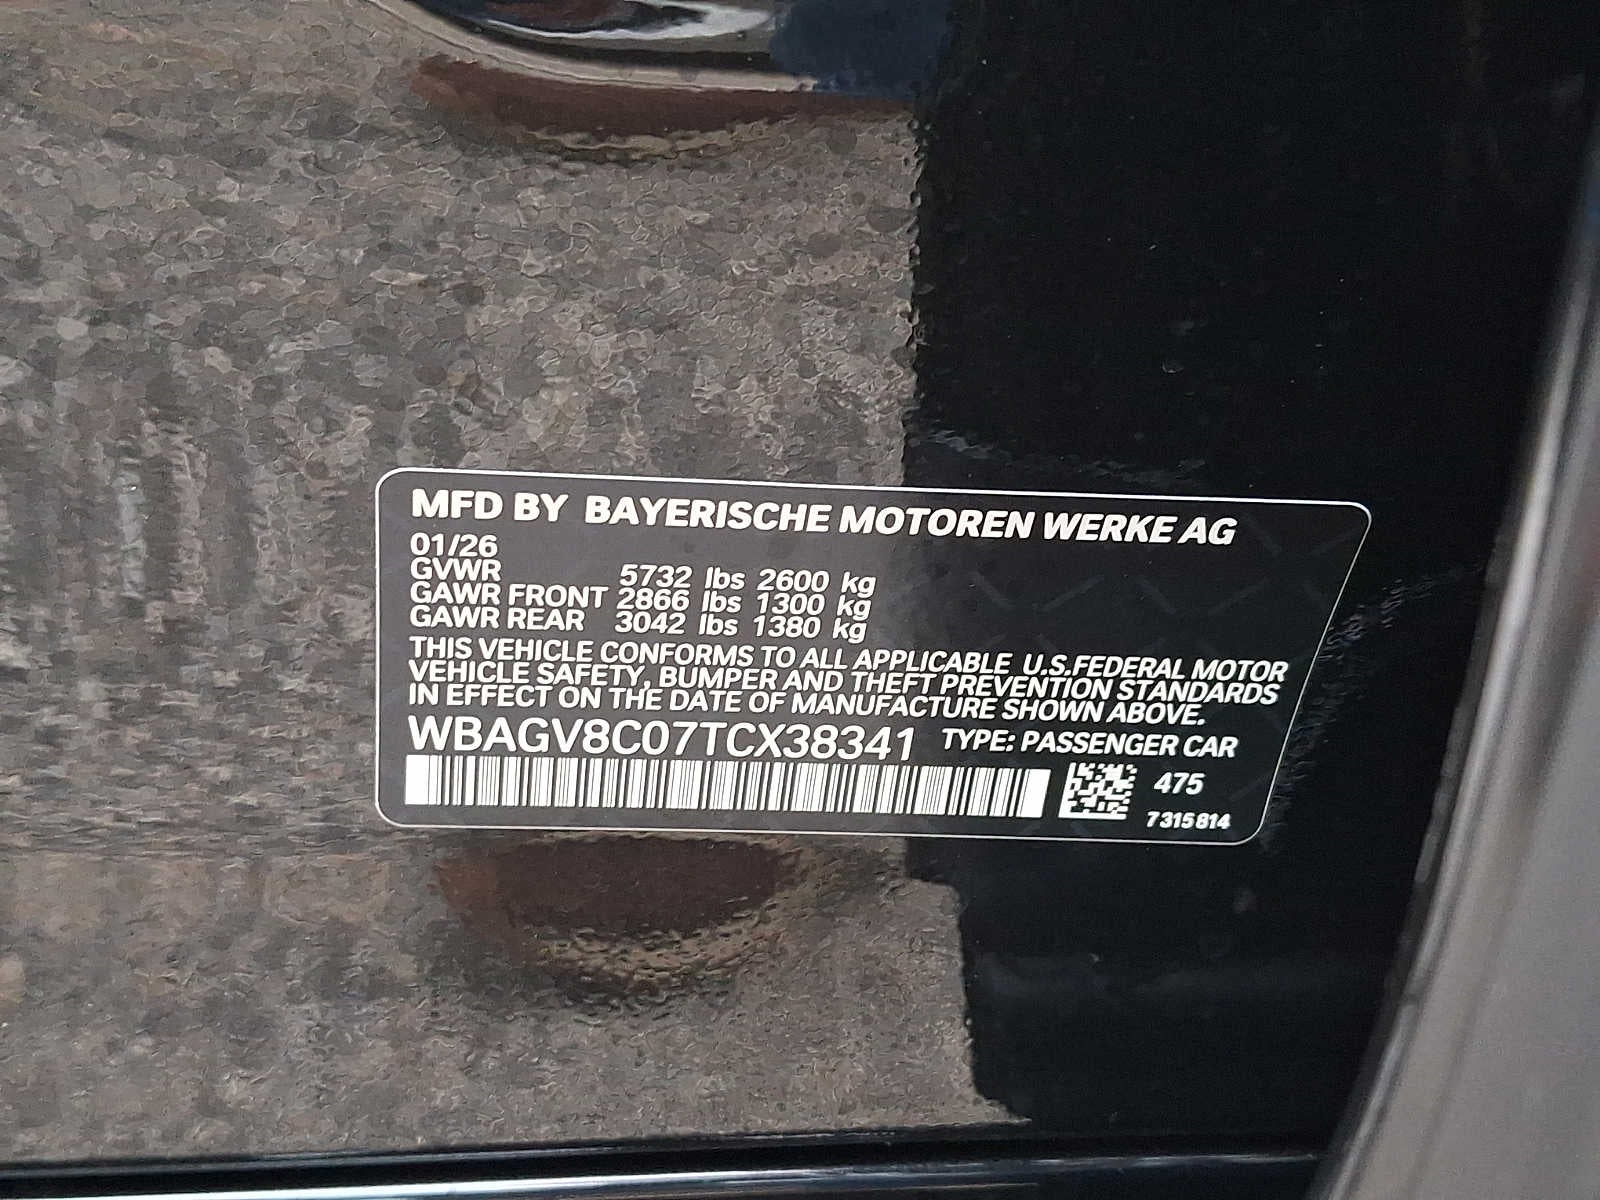 MFD BY BAYERISCHE MOTOREN WERKE AG
01/26
GVWR 5732 lbs 2600 kg
GAWR FRONT 2866 lbs 1300 kg
GAWR REAR 3042 lbs 1380 kg
THIS VEHICLE CONFORMS TO ALL APPLICABLE U.S.FEDERAL MOTOR
VEHICLE SAFETY, BUMPER AND THEFT PREVENTION STANDARDS
IN EFFECT ON THE DATE OF MANUFACTURE SHOWN ABOVE.
WBAGV8C07TCX38341 TYPE: PASSENGER CAR
475
7315814